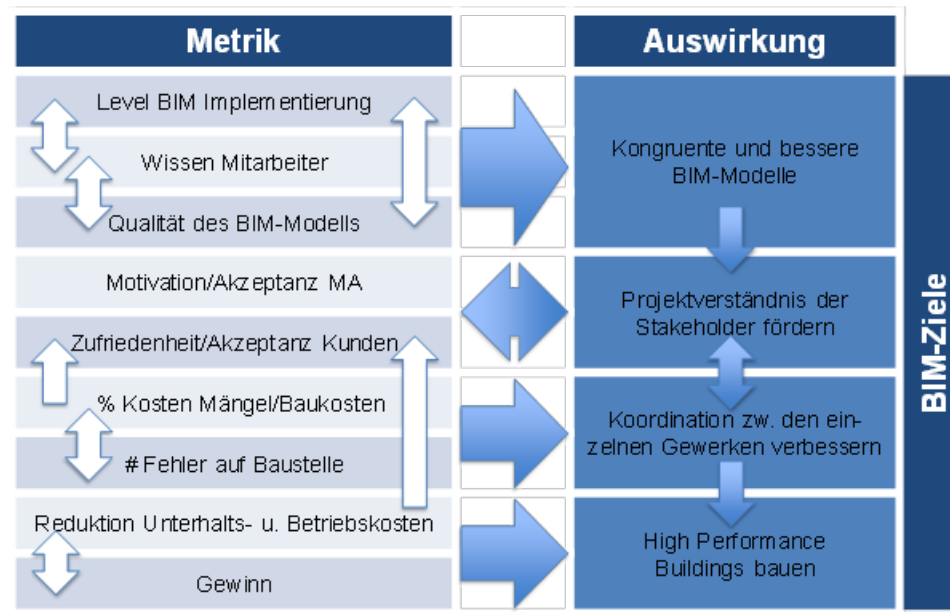 Metrik
Auswirkung
Level BIM Implementierung
Wissen Mitarbeiter
Qualität des BIM-Modells
Kongruente und bessere
BIM-Modelle
Motivation/Akzeptanz MA
Zufriedenheit/Akzeptanz Kunden
Projektverständnis der
Stakeholder fördern
% Kosten Mängel/Baukosten
# Fehler auf Baustelle
Koordination zw. den ein-
zelnen Gewerken verbessern
Reduktion Unterhalts- u. Betriebskosten
Gewinn
High Performance
Buildings bauen
BIM-Ziele